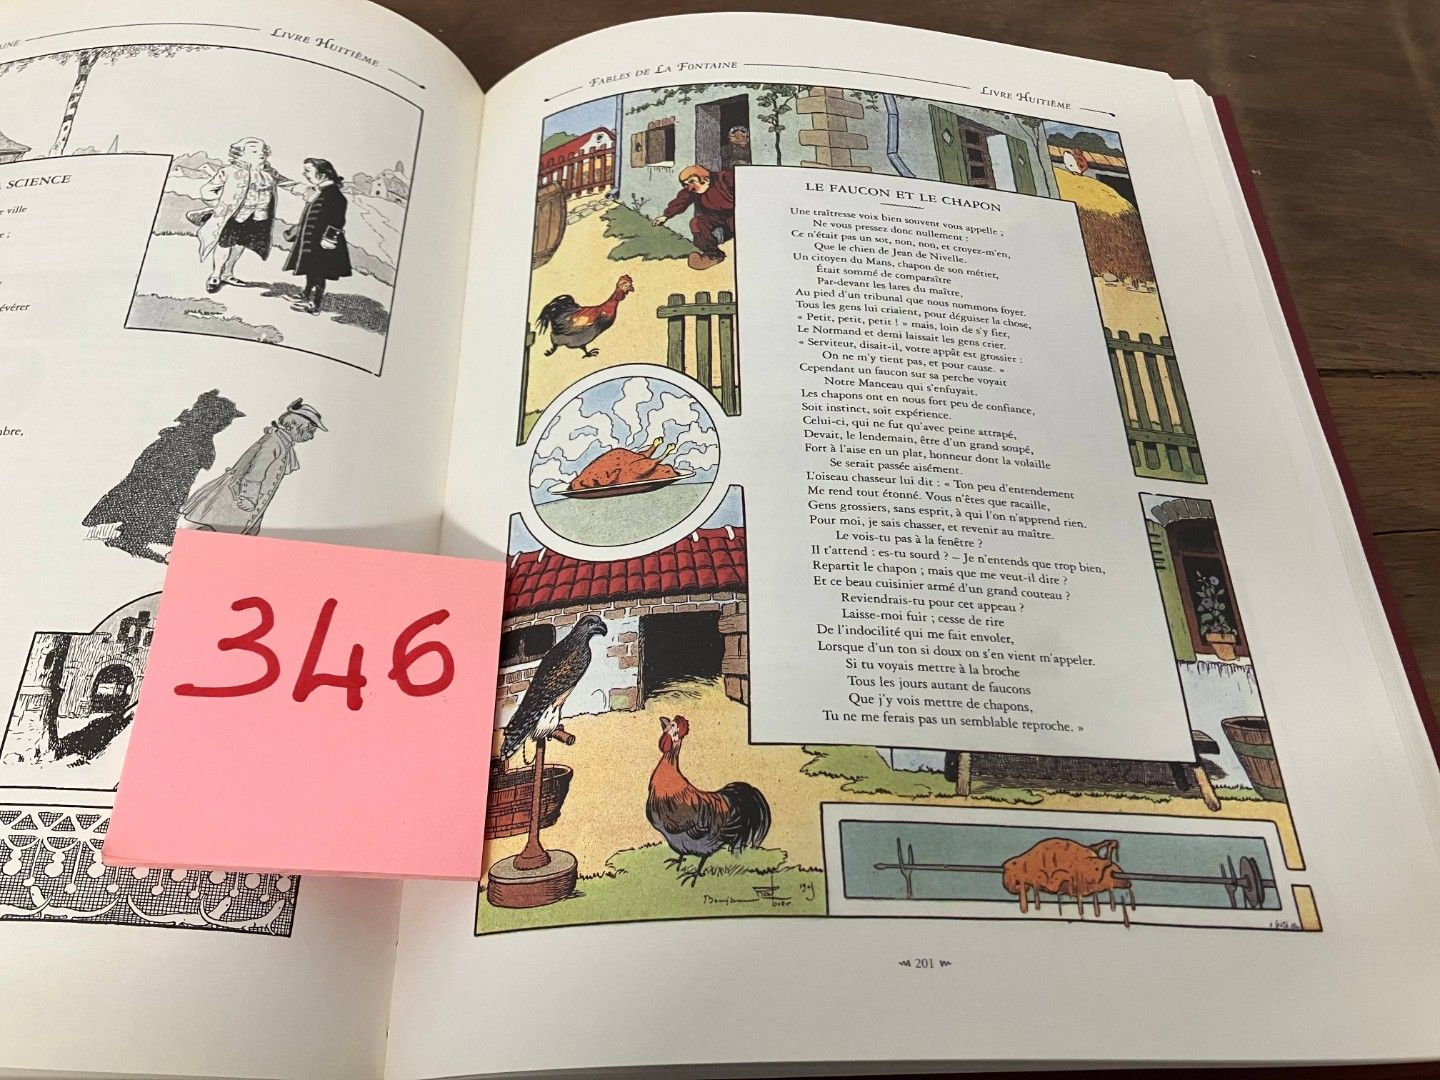 AINE
LIVRE HUITIÈME
SCIENCE
ville
e ;
évérer
mbre,
346
FABLES DE LA FONTAINE
LIVRE HUITIÈME
LE FAUCON ET LE CHAPON
Une traîtresse voix bien souvent vous appelle ;
Ne vous pressez donc nullement :
Ce n'était pas un sot, non, non, et croyez-m'en,
Que le chien de Jean de Nivelle.
Un citoyen du Mans, chapon de son métier,
Était sommé de comparaître
Par-devant les lares du maître,
Au pied d'un tribunal que nous nommons foyer.
Tous les gens lui criaient, pour déguiser la chose,
« Petit, petit, petit ! » mais, loin de s'y fier,
Le Normand et demi laissait les gens crier.
« Serviteur, disait-il, votre appât est grossier :
On ne m'y tient pas, et pour cause. »
Cependant un faucon sur sa perche voyait
Notre Manceau qui s'enfuyait.
Les chapons ont en nous fort peu de confiance,
Soit instinct, soit expérience.
Celui-ci, qui ne fut qu'avec peine attrapé,
Devait, le lendemain, être d'un grand soupé,
Fort à l'aise en un plat, honneur dont la volaille
Se serait passée aisément.
L'oiseau chasseur lui dit : « Ton peu d'entendement
Me rend tout étonné. Vous n'êtes que racaille,
Gens grossiers, sans esprit, à qui l'on n'apprend rien.
Pour moi, je sais chasser, et revenir au maître.
Le vois-tu pas à la fenêtre ?
Il t'attend : es-tu sourd ? – Je n'entends que trop bien,
Repartit le chapon ; mais que me veut-il dire ?
Et ce beau cuisinier armé d'un grand couteau ?
Reviendrais-tu pour cet appeau ?
Laisse-moi fuir ; cesse de rire
De l'indocilité qui me fait envoler,
Lorsque d'un ton si doux on s'en vient m'appeler.
Si tu voyais mettre à la broche
Tous les jours autant de faucons
Que j'y vois mettre de chapons,
Tu ne me ferais pas un semblable reproche. »
Benjamin Rabier
201